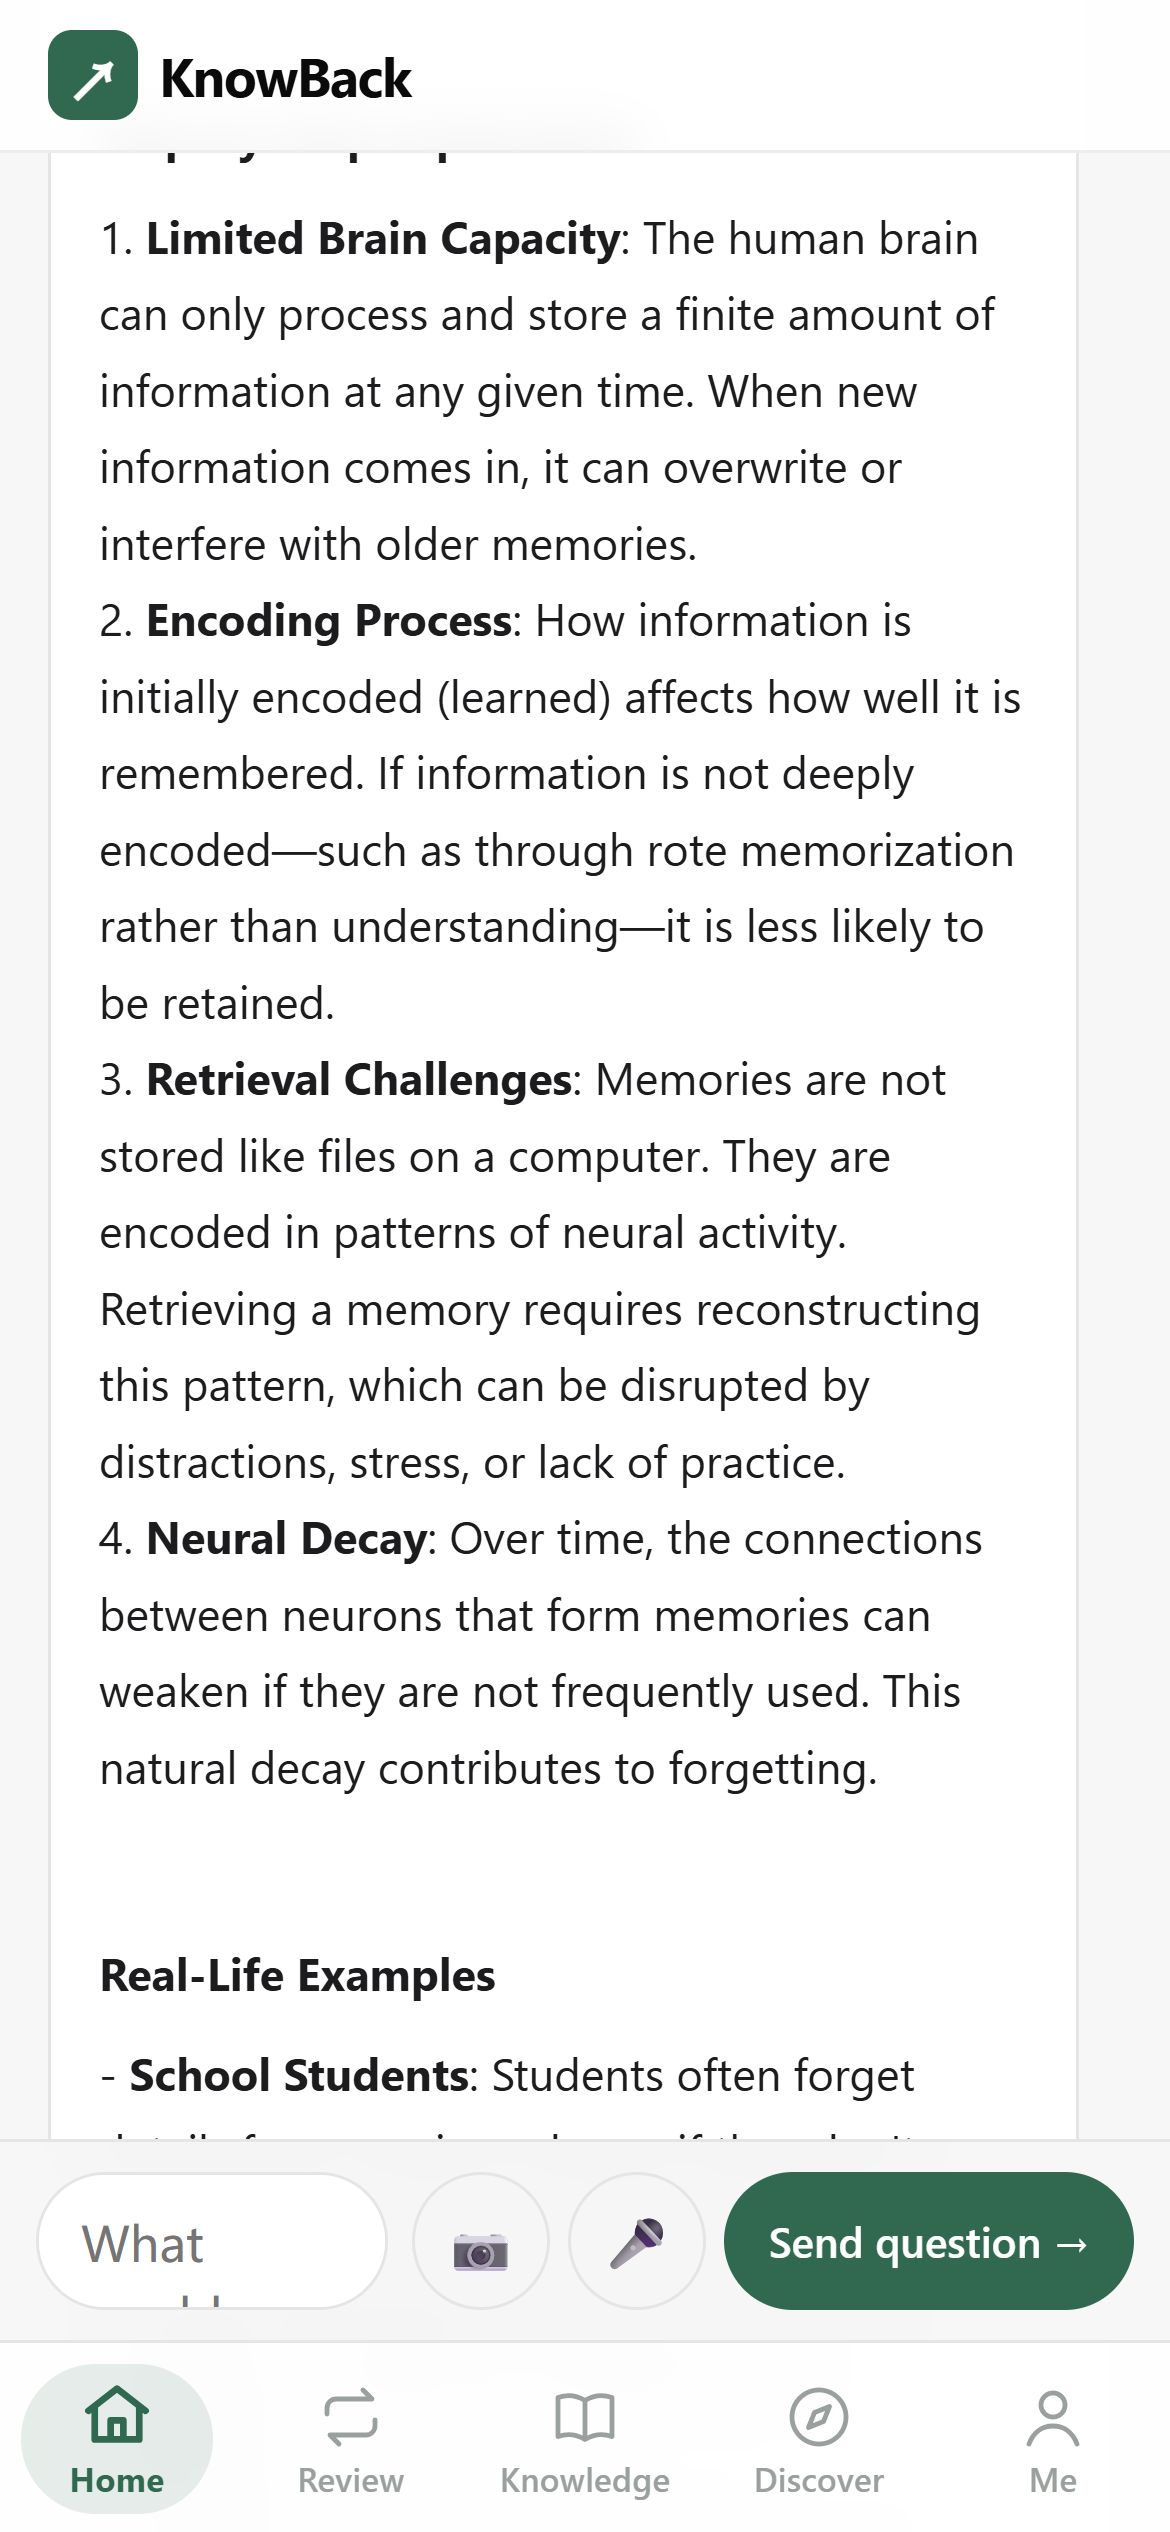 KnowBack
1. Limited Brain Capacity: The human brain
can only process and store a finite amount of
information at any given time. When new
information comes in, it can overwrite or
interfere with older memories.
2. Encoding Process: How information is
initially encoded (learned) affects how well it is
remembered. If information is not deeply
encoded—such as through rote memorization
rather than understanding—it is less likely to
be retained.
3. Retrieval Challenges: Memories are not
stored like files on a computer. They are
encoded in patterns of neural activity.
Retrieving a memory requires reconstructing
this pattern, which can be disrupted by
distractions, stress, or lack of practice.
4. Neural Decay: Over time, the connections
between neurons that form memories can
weaken if they are not frequently used. This
natural decay contributes to forgetting.
Real-Life Examples
- School Students: Students often forget
What
Send question →
Home
Review
Knowledge
Discover
Me